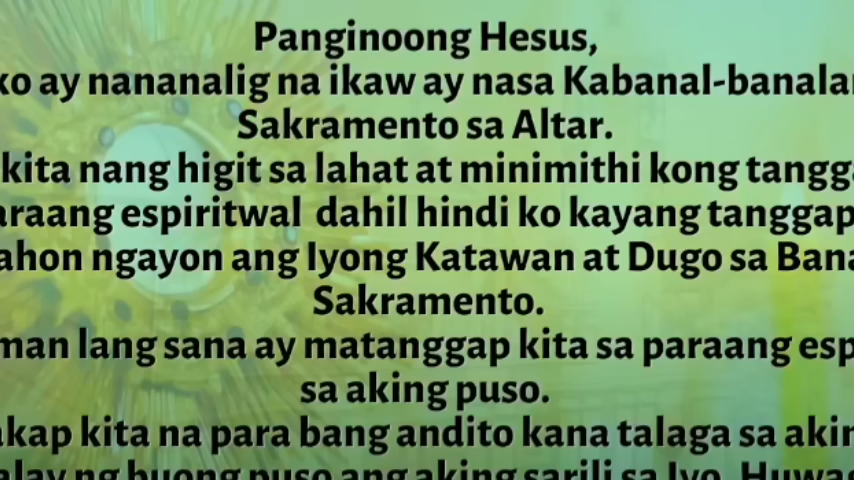 Panginoong Hesus,
ko ay nananalig na ikaw ay nasa Kabanal-banalan
Sakramento sa Altar.
kita nang higit sa lahat at minimithi kong tangga
araang espiritwal dahil hindi ko kayang tanggap
ahon ngayon ang Iyong Katawan at Dugo sa Bana
Sakramento.
man lang sana ay matanggap kita sa paraang esp
sa aking puso.
akap kita na para bang andito kana talaga sa akin
alay ng buong puso ang aking sarili sa Iyo. Huwag